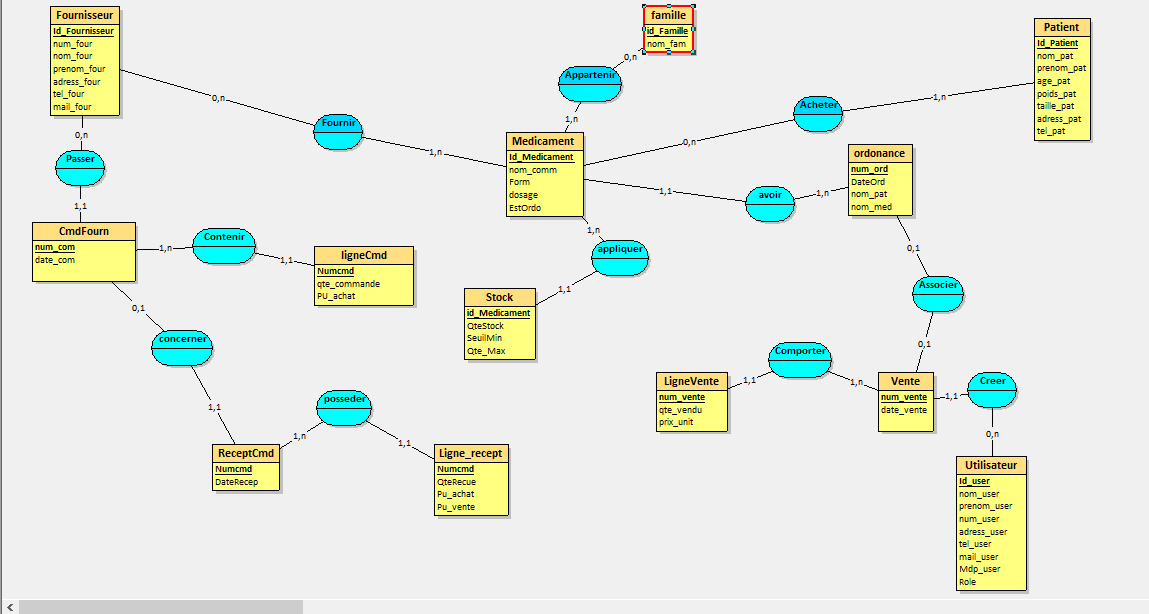 Fournisseur
Id_Fournisseur
num_four
nom_four
prenom_four
adress_four
tel_four
mail_four
famille
id_Famille
nom_fam
Patient
Id_Patient
nom_pat
prenom_pat
age_pat
poids_pat
taille_pat
adress_pat
tel_pat
0,n
Appartenir
1,n
0,n
Fournir
1,n
Acheter
1,n
0,n
0,n
Passer
1,1
Medicament
Id_Medicament
nom_comm
Form
dosage
EstOrdo
ordonance
num_ord
DateOrd
nom_pat
nom_med
1,1
avoir
1,n
CmdFourn
num_com
date_com
1,n
Contenir
1,1
ligneCmd
Numcmd
qte_commande
PU_achat
1,n
appliquer
1,1
Stock
id_Medicament
QteStock
SeuilMin
Qte_Max
0,1
Associer
0,1
0,1
concerner
1,1
Comporter
1,1
1,n
LigneVente
num_vente
qte_vendu
prix_unit
Vente
num_vente
date_vente
1,1
Creer
0,n
posseder
1,n
1,1
ReceptCmd
Numcmd
DateRecep
Ligne_recept
Numcmd
QteRecue
Pu_achat
Pu_vente
Utilisateur
Id_user
nom_user
prenom_user
num_user
adress_user
tel_user
mail_user
Mdp_user
Role